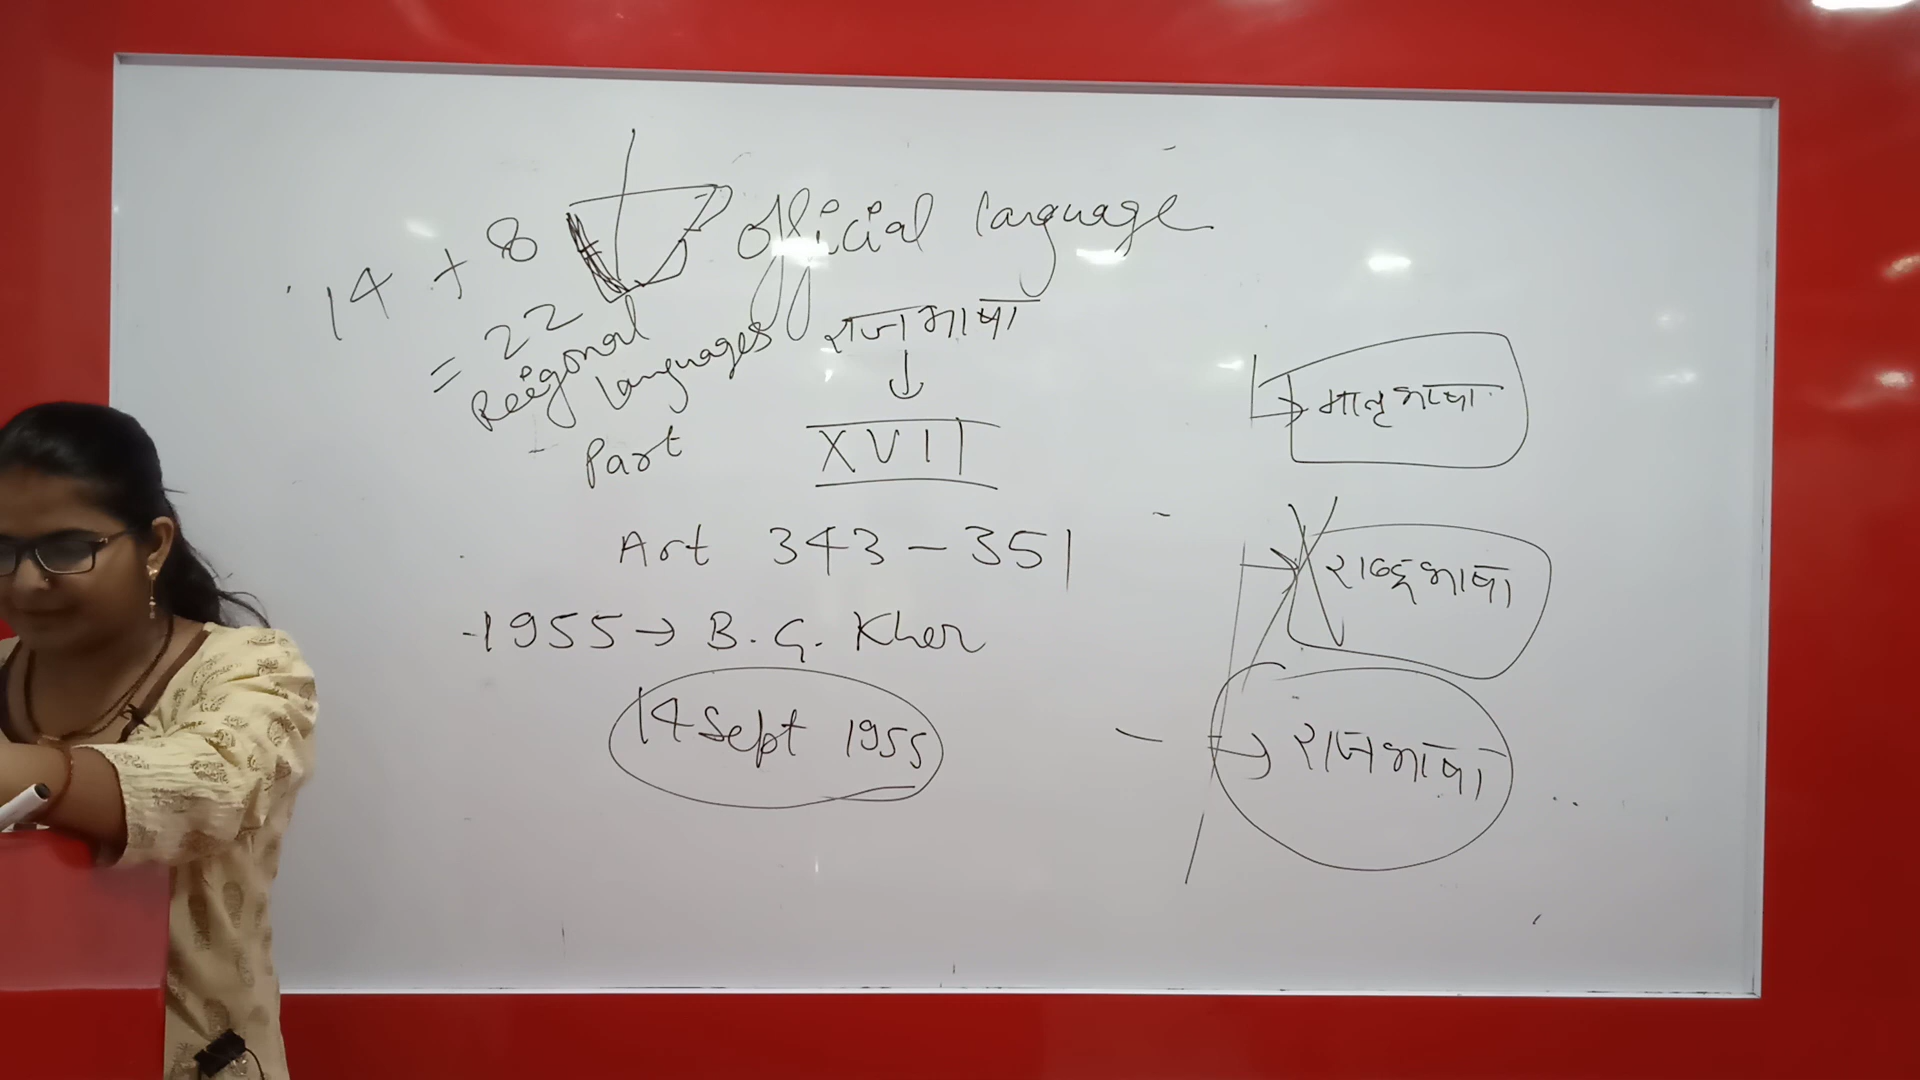 14 + 8
= 22
Reigonal
languages
official language
राजभाषा
↓
Part XVII
Art 343 - 351
1955 → B. G. Kher
14 Sept 1955
→ मातृभाषा
→ राष्ट्रभाषा
→ राजभाषा